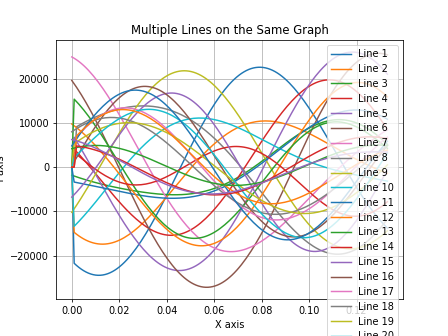 Multiple Lines on the Same Graph
20000
10000
0
−10000
−20000
0.00
0.02
0.04
0.06
0.08
0.10
X axis
Line 1
Line 2
Line 3
Line 4
Line 5
Line 6
Line 7
Line 8
Line 9
Line 10
Line 11
Line 12
Line 13
Line 14
Line 15
Line 16
Line 17
Line 18
Line 19
Line 20